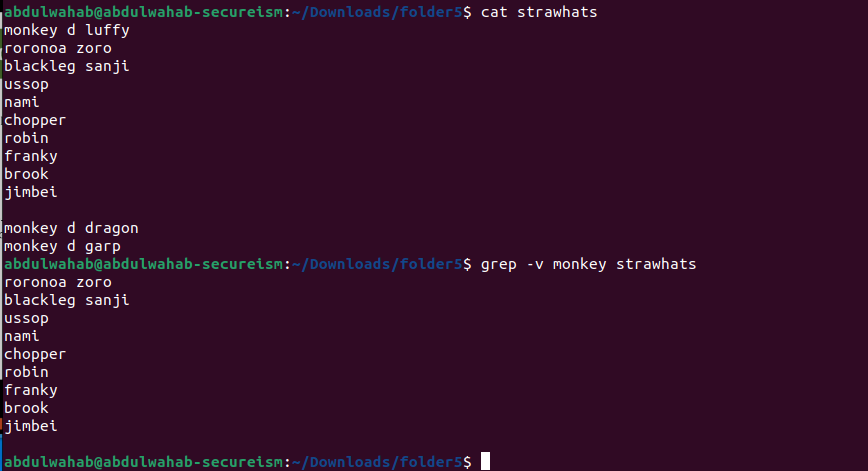 abdulwahab@abdulwahab-secureism:~/Downloads/folder5$ cat strawhats
monkey d luffy
roronoa zoro
blackleg sanji
ussop
nami
chopper
robin
franky
brook
jimbei

monkey d dragon
monkey d garp
abdulwahab@abdulwahab-secureism:~/Downloads/folder5$ grep -v monkey strawhats
roronoa zoro
blackleg sanji
ussop
nami
chopper
robin
franky
brook
jimbei

abdulwahab@abdulwahab-secureism:~/Downloads/folder5$